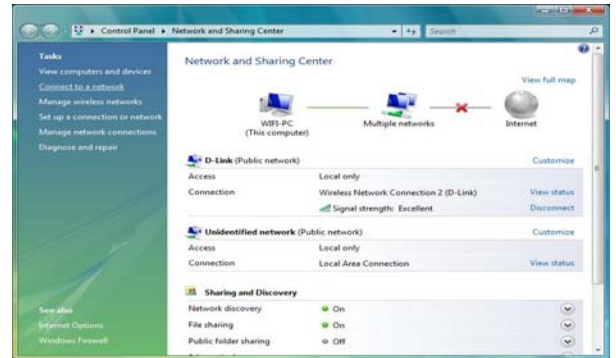 Control Panel ▸ Network and Sharing Center
Search
Tasks
View computers and devices
Connect to a network
Manage wireless networks
Set up a connection or network
Manage network connections
Diagnose and repair
See also
Internet Options
Windows Firewall
Network and Sharing Center
View full map
WIFI-PC
(This computer)
Multiple networks
Internet
D-Link (Public network)
Customize
Access
Local only
Connection
Wireless Network Connection 2 (D-Link)
View status
Signal strength: Excellent
Disconnect
Unidentified network (Public network)
Customize
Access
Local only
Connection
Local Area Connection
View status
Sharing and Discovery
Network discovery
On
File sharing
On
Public folder sharing
Off